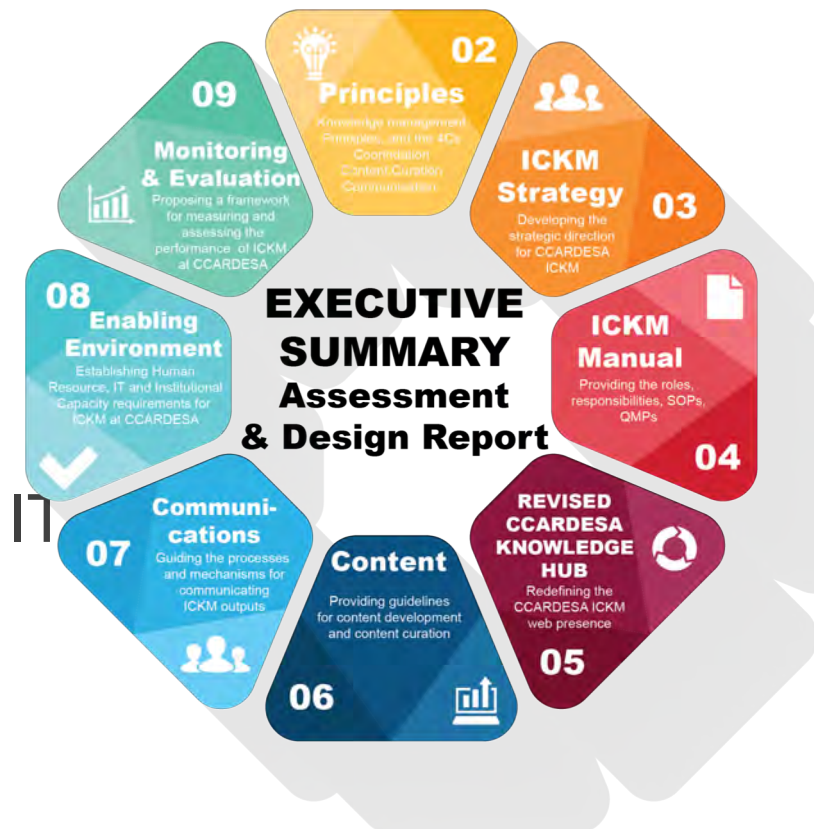 EXECUTIVE
SUMMARY
Assessment
& Design Report
02
Principles
Knowledge management
Principles, and the 4Cs
Coordination
Content/Curation
Communication
ICKM
Strategy
03
Developing the
strategic direction
for CCARDESA
ICKM
ICKM
Manual
Providing the roles,
responsibilities, SOPs,
QMPs
04
REVISED
CCARDESA
KNOWLEDGE
HUB
Redefining the
CCARDESA ICKM
web presence
05
Content
Providing guidelines
for content development
and content curation
06
Communi-
cations
07
Guiding the processes
and mechanisms for
communicating
ICKM outputs
IT
08
Enabling
Environment
Establishing Human
Resource, IT and Institutional
Capacity requirements for
ICKM at CCARDESA
09
Monitoring
& Evaluation
Proposing a framework
for measuring and
assessing the
performance of ICKM
at CCARDESA